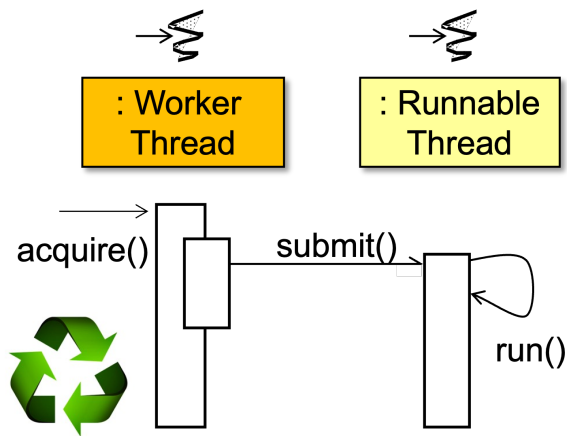 : Worker
Thread
: Runnable
Thread
acquire()
submit()
run()